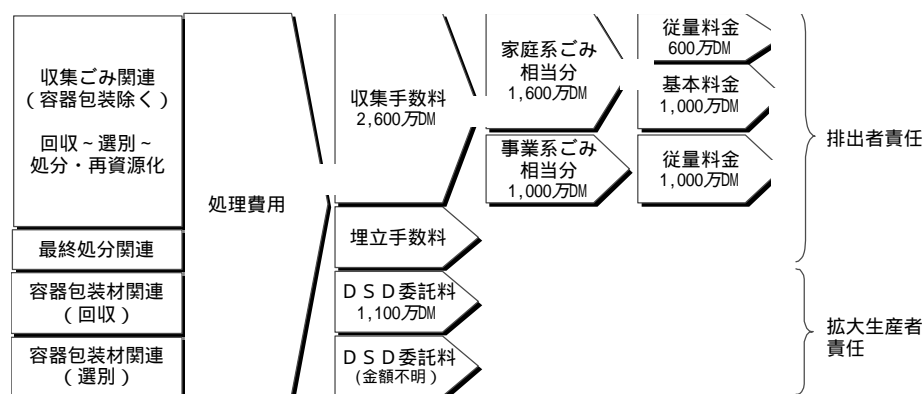 収集ごみ関連
（容器包装除く）
回収～選別～
処分・再資源化
最終処分関連
容器包装材関連
（回収）
容器包装材関連
（選別）
処理費用
収集手数料
2,600万DM
埋立手数料
ＤＳＤ委託料
1,100万DM
ＤＳＤ委託料
(金額不明)
家庭系ごみ
相当分
1,600万DM
事業系ごみ
相当分
1,000万DM
従量料金
600万DM
基本料金
1,000万DM
従量料金
1,000万DM
排出者責任
拡大生産者
責任